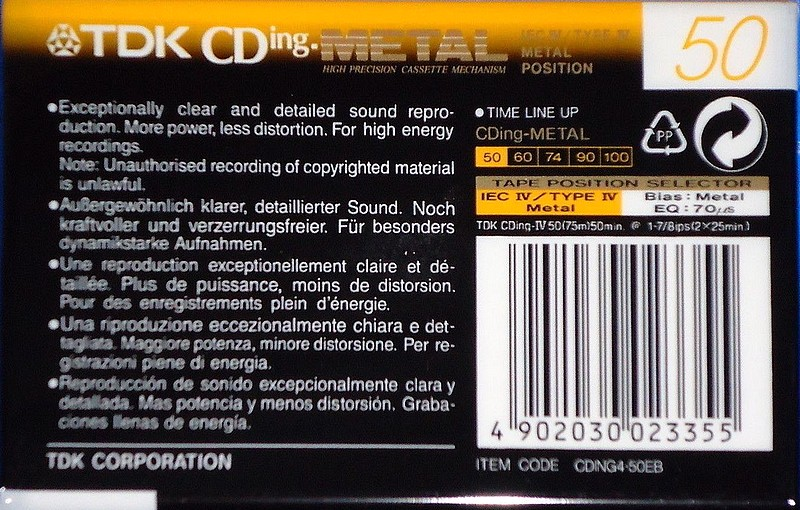 TDK CDing-METAL
HIGH PRECISION CASSETTE MECHANISM
IEC IV/TYPE IV
METAL
POSITION
50
●Exceptionally clear and detailed sound repro-
duction. More power, less distortion. For high energy
recordings.
Note: Unauthorised recording of copyrighted material
is unlawful.
●Außergewöhnlich klarer, detaillierter Sound. Noch
kraftvoller und verzerrungsfreier. Für besonders
dynamikstarke Aufnahmen.
●Une reproduction exceptionellement claire et dé-
taillée. Plus de puissance, moins de distorsion.
Pour des enregistrements plein d'énergie.
●Una riproduzione eccezionalmente chiara e det-
tagliata. Maggiore potenza, minore distorsione. Per re-
gistrazioni piene di energia.
●Reproducción de sonido excepcionalmente clara y
detallada. Mas potencia y menos distorsión. Graba-
ciones llenas de energía.
TDK CORPORATION
● TIME LINE UP
CDing-METAL
50 60 74 90 100
PP
TAPE POSITION SELECTOR
IEC IV/TYPE IV
Metal
Bias: Metal
EQ: 70μs
TDK CDing-IV 50(75m)50min. @ 1-7/8ips(2×25min.)
4 902030 023355
ITEM CODE CDING4-50EB